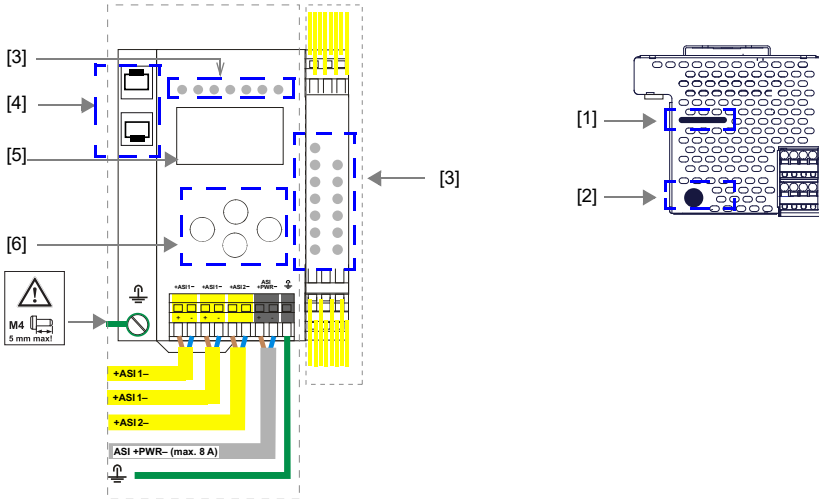 [3]
[4]
[5]
[6]
[3]
[1]
[2]
M4
5 mm max!
+ASI1– +ASI1– +ASI2– ASI +PWR–
+ - + - + -
+ASI 1–
+ASI 1–
+ASI 2–
ASI +PWR– (max. 8 A)